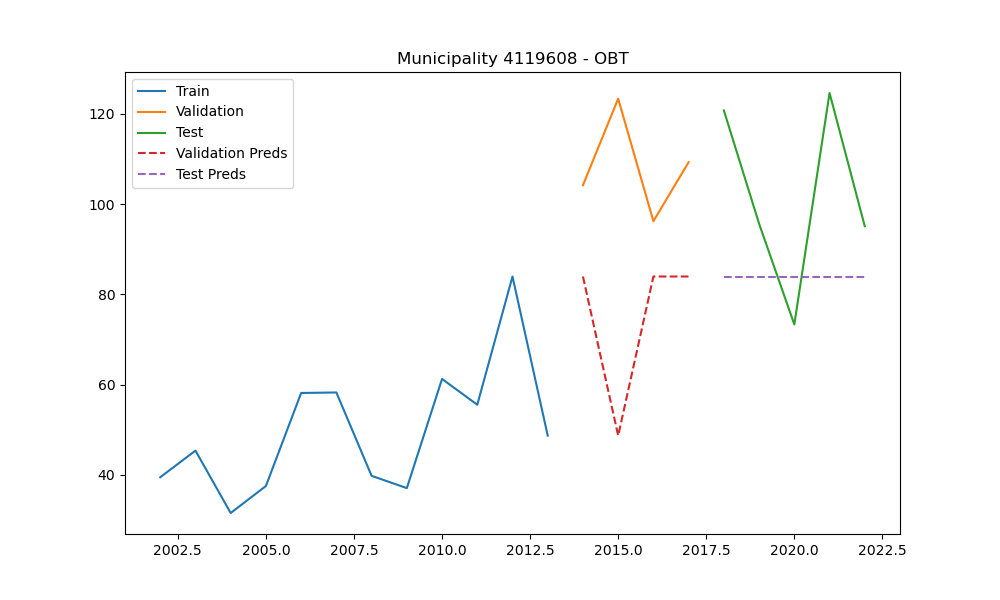 Municipality 4119608 - OBT
Train
Validation
Test
Validation Preds
Test Preds
120
100
80
60
40
2002.5 2005.0 2007.5 2010.0 2012.5 2015.0 2017.5 2020.0 2022.5